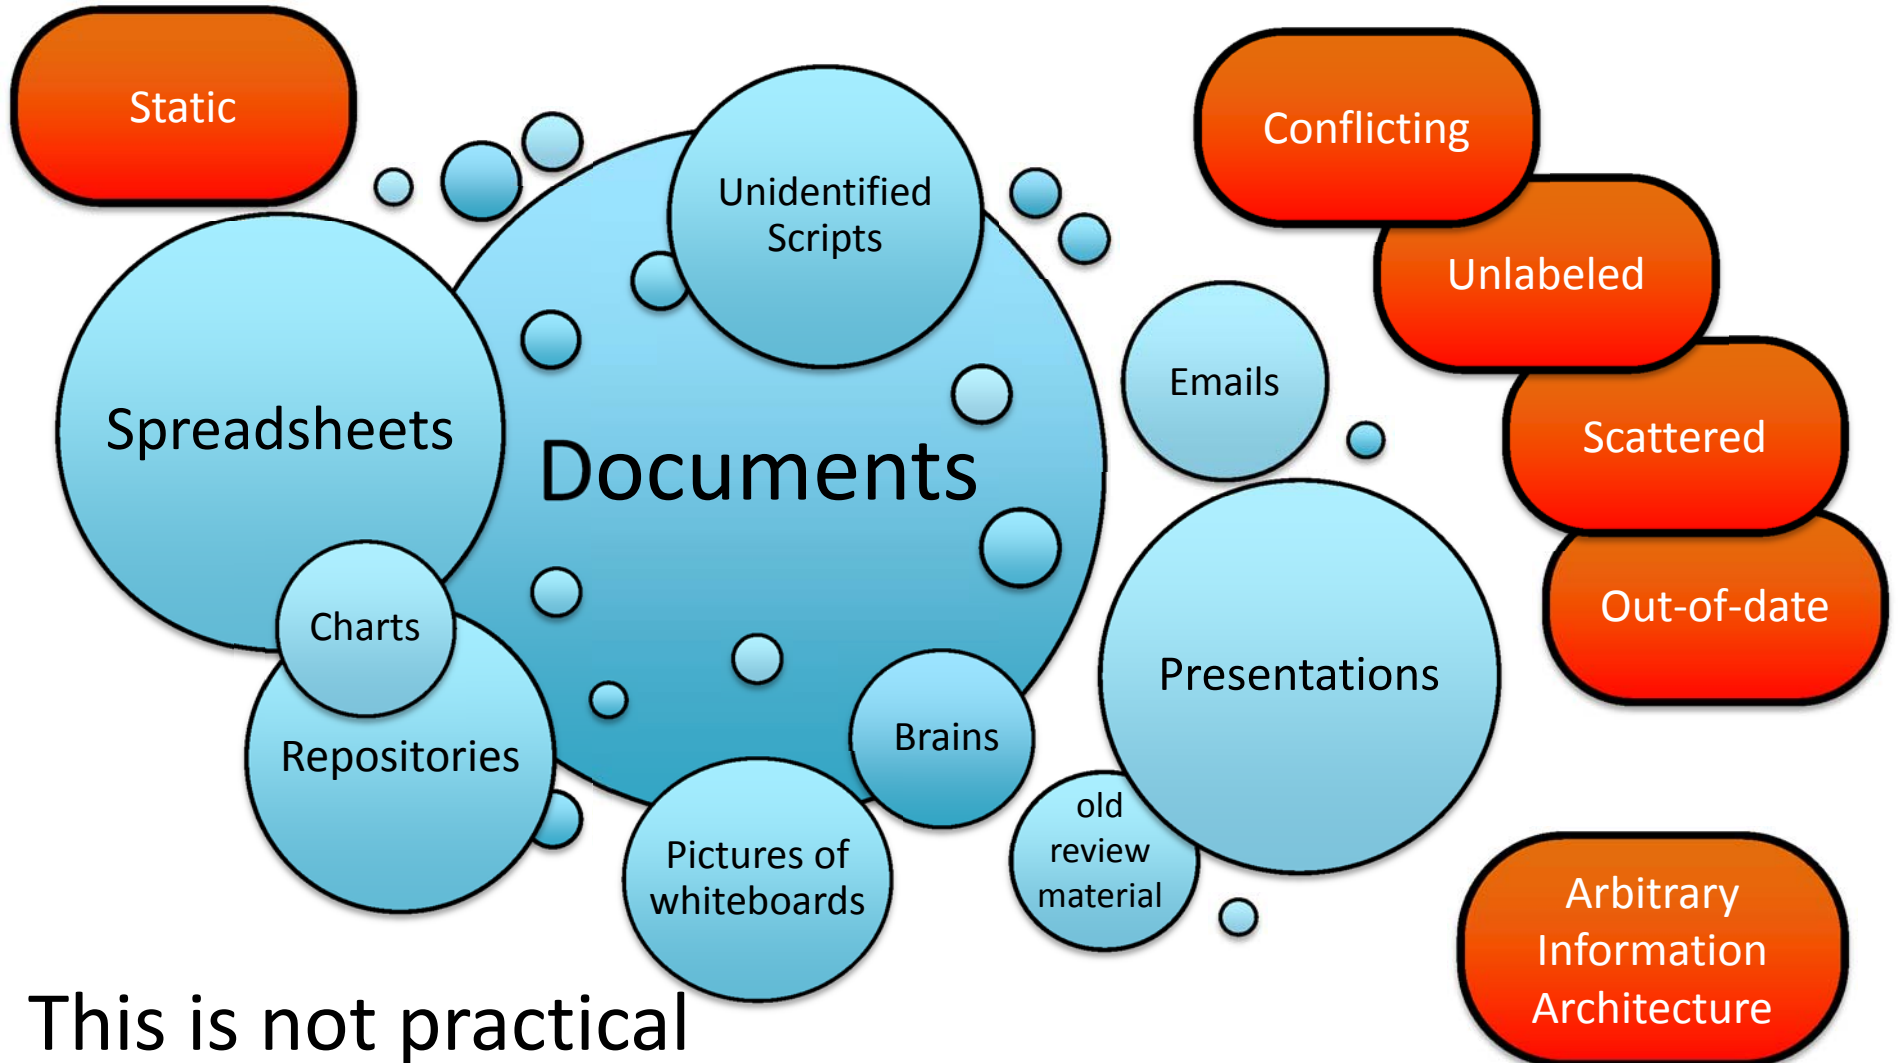 Static
Conflicting
Unidentified
Scripts
Unlabeled
Emails
Spreadsheets
Documents
Scattered
Out-of-date
Charts
Presentations
Repositories
Brains
old
review
material
Pictures of
whiteboards
Arbitrary
Information
Architecture
This is not practical